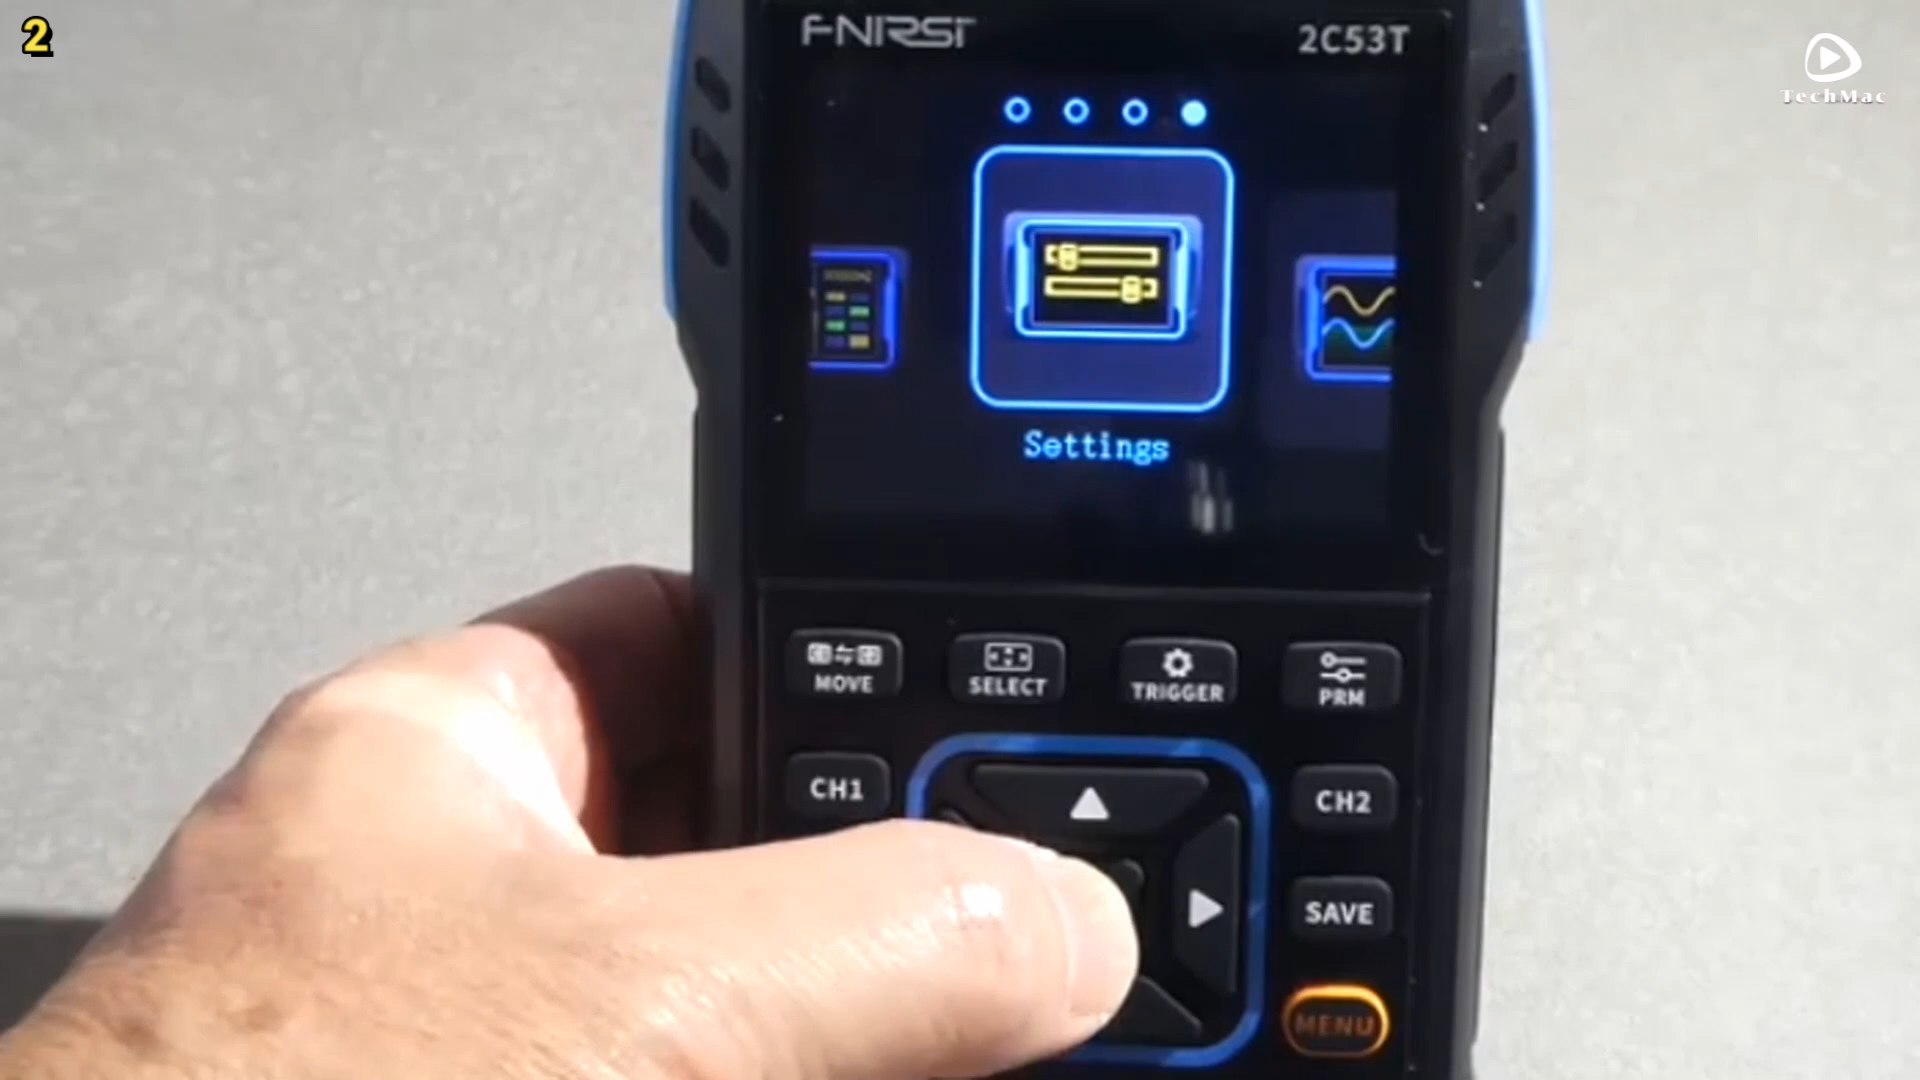 2
FNIRSI
2C53T
TechMac
Settings
MOVE
SELECT
TRIGGER
PRM
CH1
CH2
SAVE
MENU